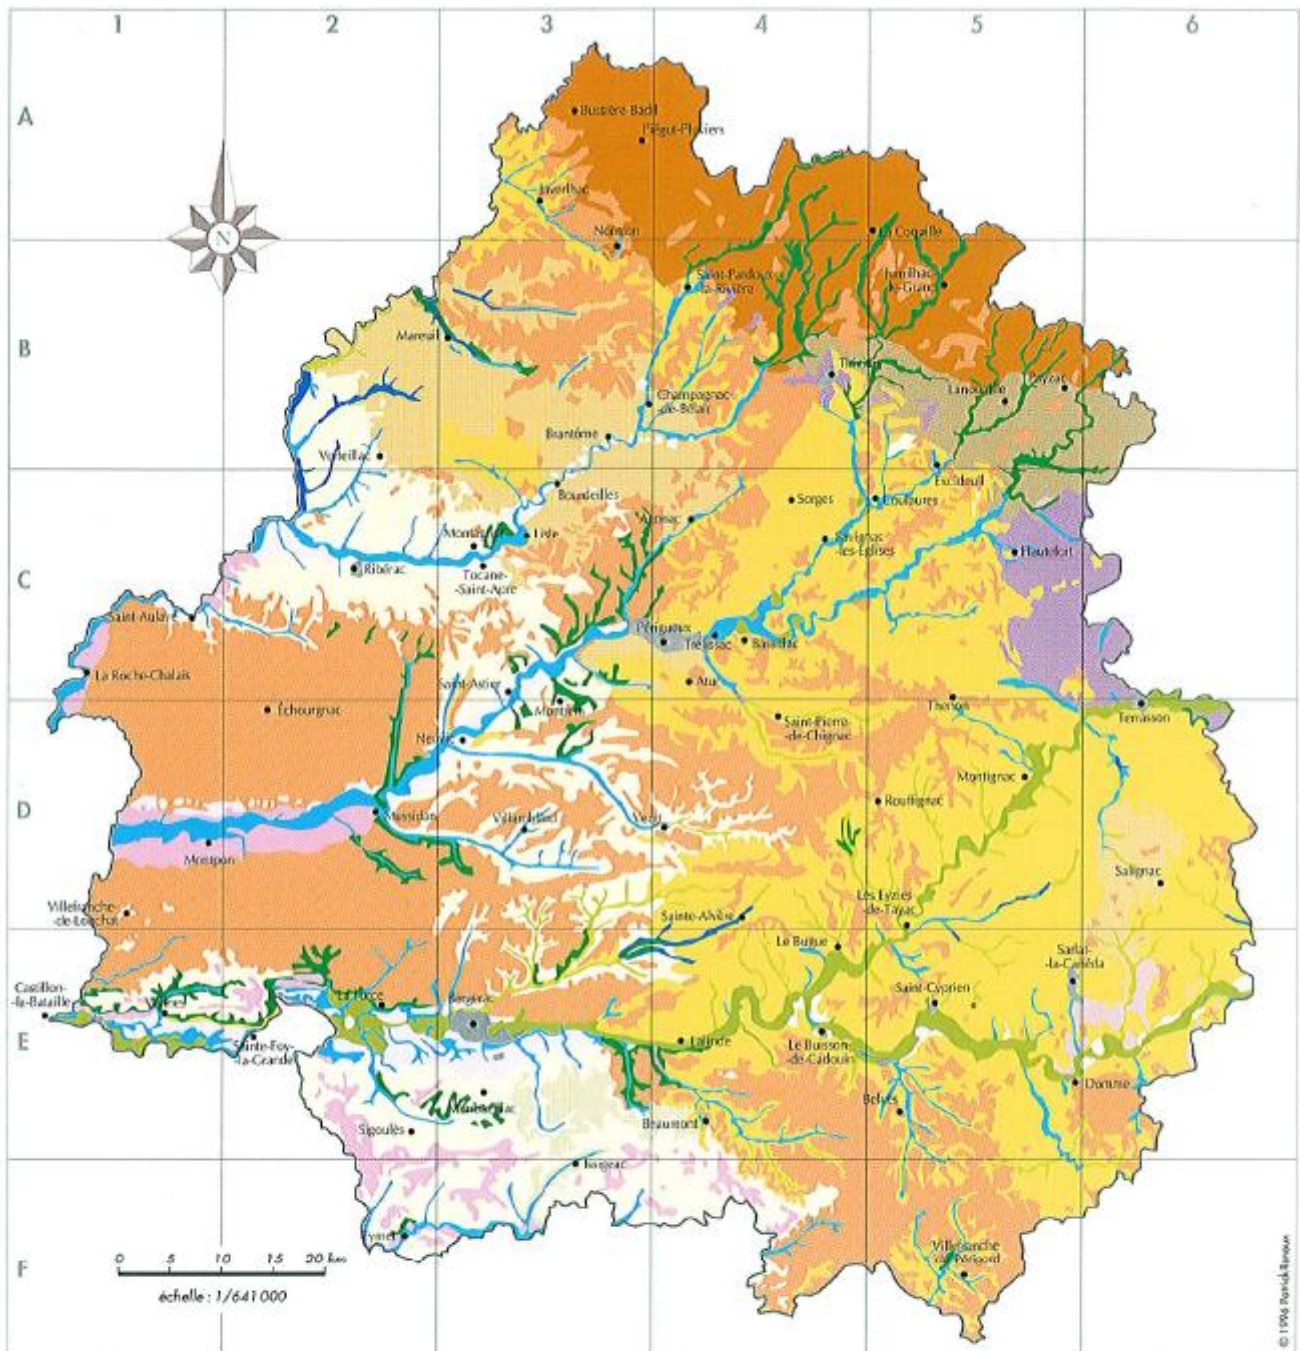 1 2 3 4 5 6
A
Bussière-Badil
Piégut-Pluviers
Javerlhac
Nontron
La Coquille
N
Saint-Pardoux-
-la-Rivière
Jumilhac-
-le-Grand
B
Mareuil
Thiviers
Lanouaille
Payzac
Champagnac-
-de-Bélair
Brantôme
Verteillac
Excideuil
Bourdeilles
Sorges
Coulaures
Agonac
Lisle
Savignac-
-les-Églises
Hautefort
C
Ribérac
Tocane-
-Saint-Apre
Saint-Aulaye
Périgueux
Trélissac
Bassillac
La Roche-Chalais
Saint-Astier
Atur
Montrem
Échourgnac
Thenon
Terrasson
Saint-Pierre-
-de-Chignac
Neuvic
Montignac
D
Mussidan
Villamblard
Vergt
Rouffignac
Montpon
Salignac
Villefranche-
-de-Lonchat
Les Eyzies
-de-Tayac
Sainte-Alvère
Le Bugue
Sarlat-
-la-Canéda
Castillon-
-la-Bataille
Vélines
La Force
Bergerac
Saint-Cyprien
E
Sainte-Foy-
-la-Grande
Lalinde
Le Buisson-
-de-Cadouin
Domme
Monbazillac
Belvès
Sigoulès
Beaumont
Issigeac
Eymet
Villefranche-
-du-Périgord
F
0 5 10 15 20 km
échelle : 1/641 000
© 1996 Patrick Ranoux